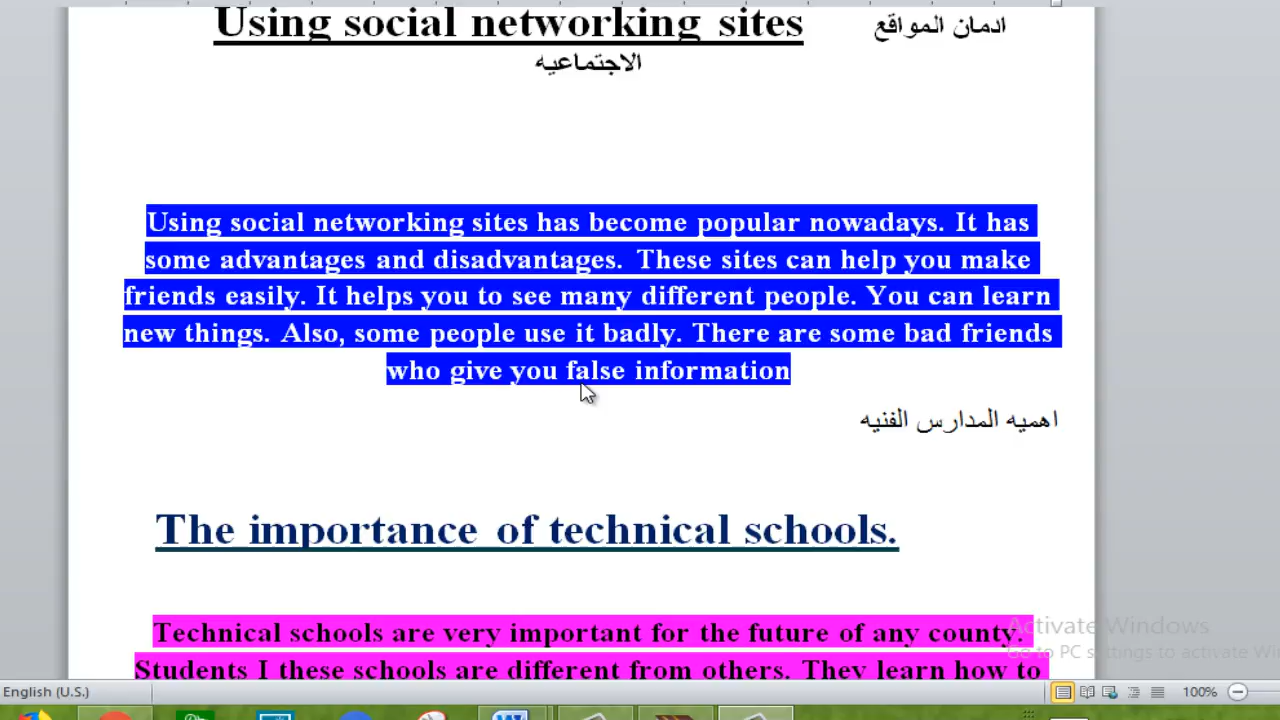 Using social networking sites ادمان المواقع
الاجتماعيه
Using social networking sites has become popular nowadays. It has
some advantages and disadvantages. These sites can help you make
friends easily. It helps you to see many different people. You can learn
new things. Also, some people use it badly. There are some bad friends
who give you false information
اهميه المدارس الفنيه
The importance of technical schools.
Technical schools are very important for the future of any county.
Students I these schools are different from others. They learn how to
Activate Windows
Go to PC settings to activate Wi
English (U.S.)
100%